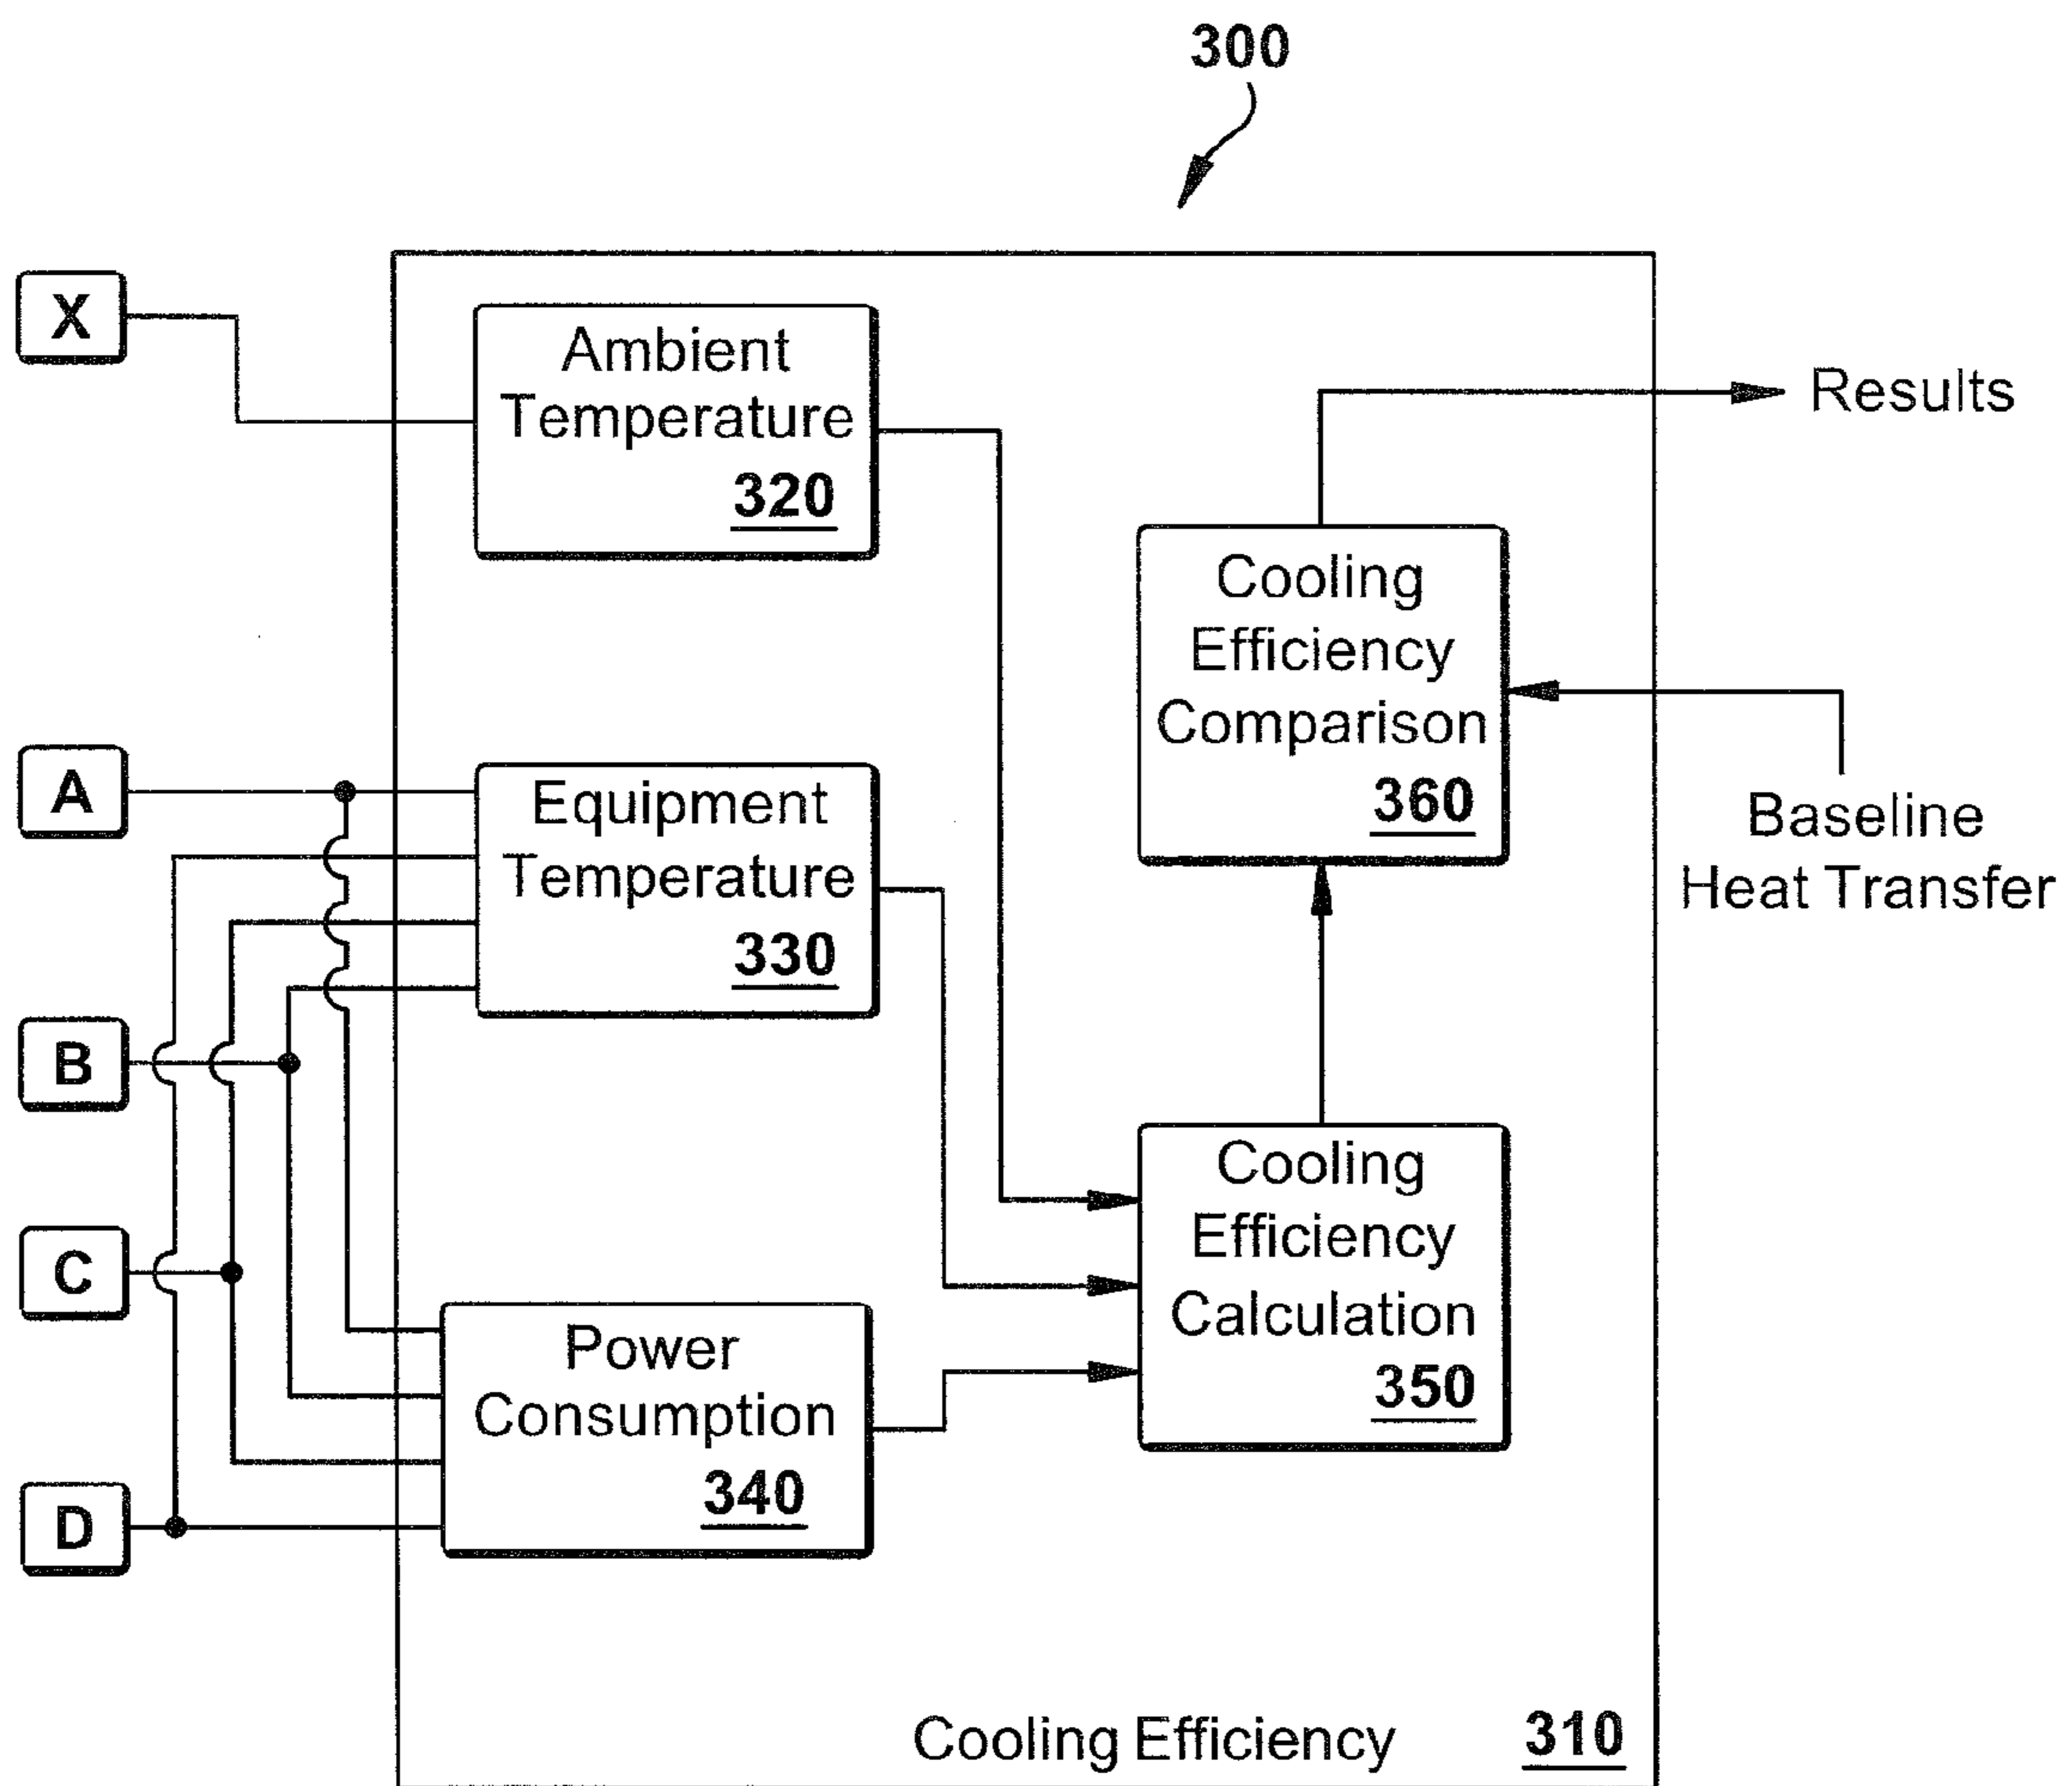 300
X
Ambient
Temperature
320
Results
Cooling
Efficiency
Comparison
360
A
Equipment
Temperature
330
Baseline
Heat Transfer
B
Cooling
Efficiency
Calculation
350
C
Power
Consumption
340
D
Cooling Efficiency 310